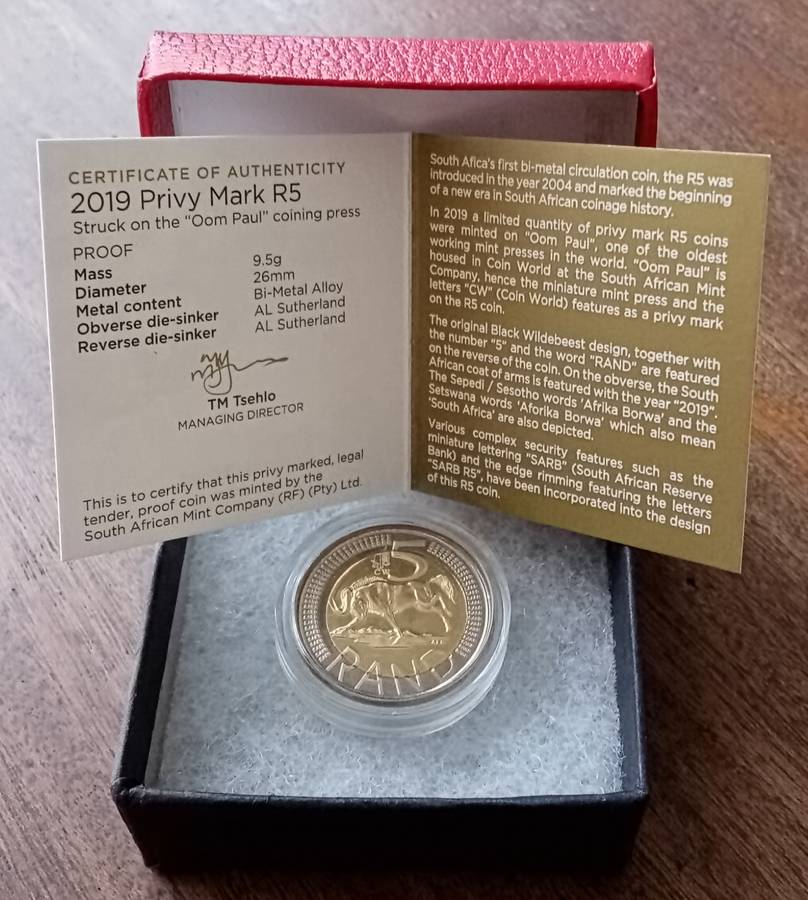 CERTIFICATE OF AUTHENTICITY
2019 Privy Mark R5
Struck on the “Oom Paul” coining press
PROOF
Mass 9.5g
Diameter 26mm
Metal content Bi-Metal Alloy
Obverse die-sinker AL Sutherland
Reverse die-sinker AL Sutherland
TM Tsehlo
MANAGING DIRECTOR
This is to certify that this privy marked, legal
tender, proof coin was minted by the
South African Mint Company (RF) (Pty) Ltd.
South Africa's first bi-metal circulation coin, the R5 was
introduced in the year 2004 and marked the beginning
of a new era in South African coinage history.
In 2019 a limited quantity of privy mark R5 coins
were minted on “Oom Paul”, one of the oldest
working mint presses in the world. “Oom Paul” is
housed in Coin World at the South African Mint
Company, hence the miniature mint press and the
letters “CW” (Coin World) features as a privy mark
on the R5 coin.
The original Black Wildebeest design, together with
the number “5” and the word “RAND” are featured
on the reverse of the coin. On the obverse, the South
African coat of arms is featured with the year “2019”.
The Sepedi / Sesotho words 'Afrika Borwa' and the
Setswana words 'Aforika Borwa' which also mean
'South Africa' are also depicted.
Various complex security features such as the
miniature lettering “SARB” (South African Reserve
Bank) and the edge rimming featuring the letters
“SARB R5”, have been incorporated into the design
of this R5 coin.
5
CW
RAND